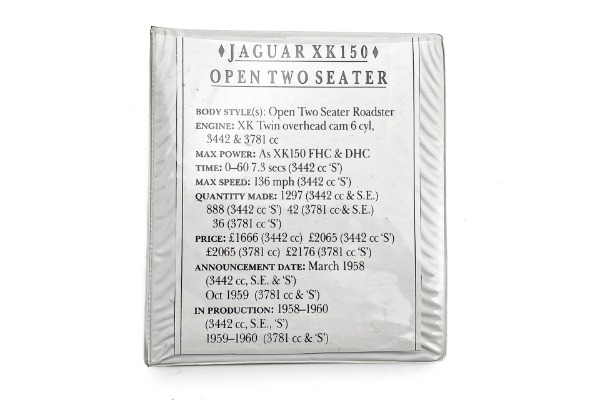 ♦JAGUAR XK150♦
OPEN TWO SEATER
BODY STYLE(S): Open Two Seater Roadster
ENGINE: XK Twin overhead cam 6 cyl,
3442 & 3781 cc
MAX POWER: As XK150 FHC & DHC
TIME: 0–60 7.3 secs (3442 cc ‘S’)
MAX SPEED: 136 mph (3442 cc ‘S’)
QUANTITY MADE: 1297 (3442 cc & S.E.)
888 (3442 cc ‘S’) 42 (3781 cc & S.E.)
36 (3781 cc ‘S’)
PRICE: £1666 (3442 cc) £2065 (3442 cc ‘S’)
£2065 (3781 cc) £2176 (3781 cc ‘S’)
ANNOUNCEMENT DATE: March 1958
(3442 cc, S.E. & ‘S’)
Oct 1959 (3781 cc & ‘S’)
IN PRODUCTION: 1958–1960
(3442 cc, S.E., ‘S’)
1959–1960 (3781 cc & ‘S’)